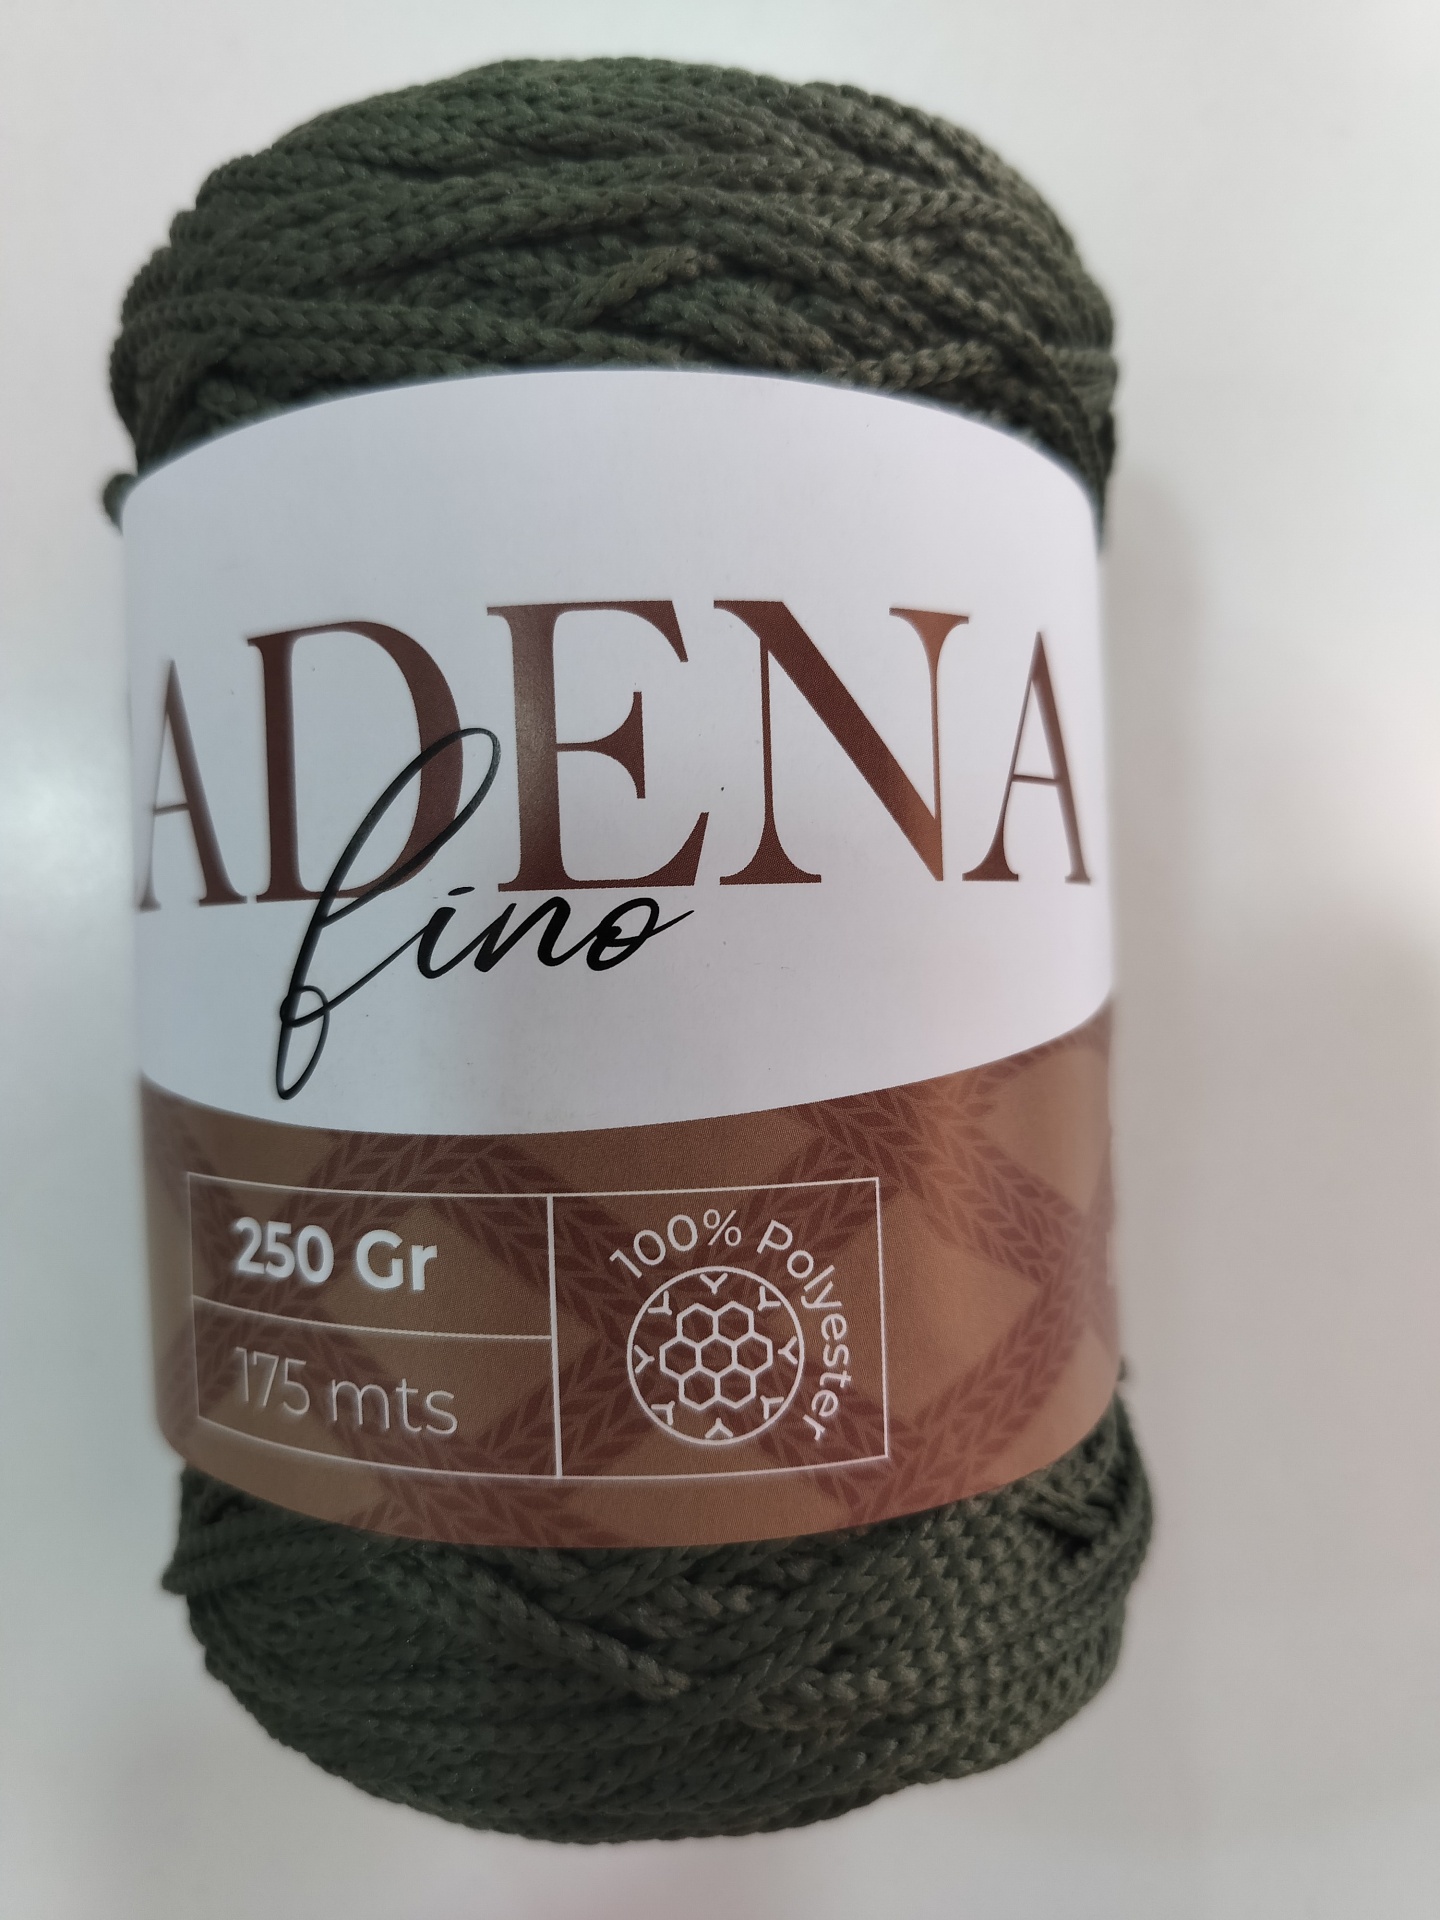 ADENA
fino
250 Gr
175 mts
100% Polyester